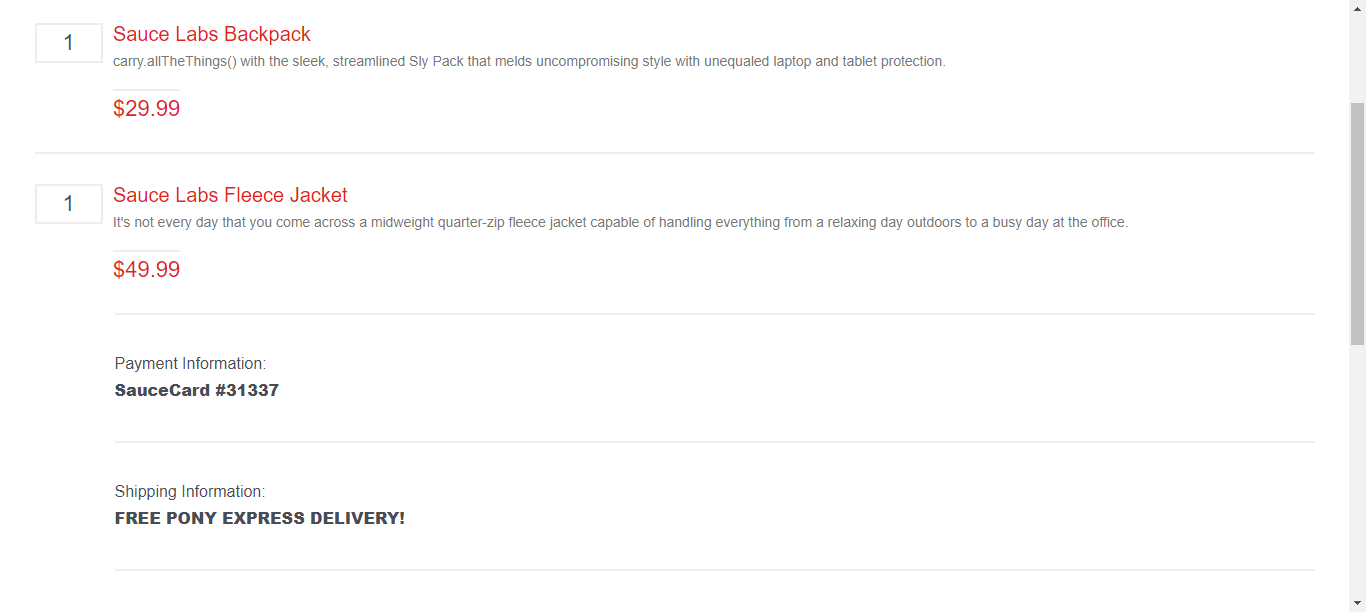 1
Sauce Labs Backpack
carry.allTheThings() with the sleek, streamlined Sly Pack that melds uncompromising style with unequaled laptop and tablet protection.
$29.99
1
Sauce Labs Fleece Jacket
It's not every day that you come across a midweight quarter-zip fleece jacket capable of handling everything from a relaxing day outdoors to a busy day at the office.
$49.99
Payment Information:
SauceCard #31337
Shipping Information:
FREE PONY EXPRESS DELIVERY!